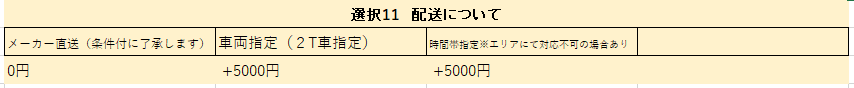 選択11　配送について
メーカー直送（条件付に了承します） 車両指定（２T車指定） 時間帯指定※エリアにて対応不可の場合あり
0円 +5000円 +5000円